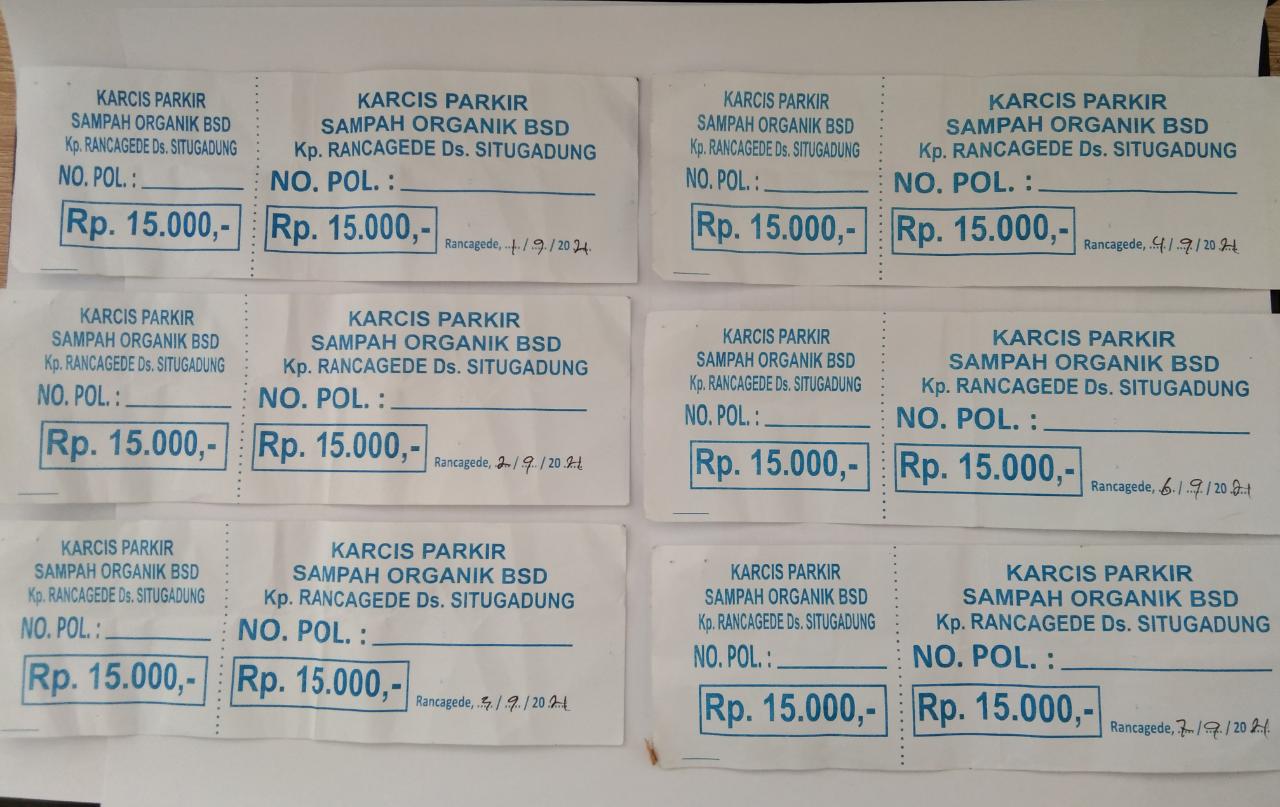 KARCIS PARKIR
SAMPAH ORGANIK BSD
Kp. RANCAGEDE Ds. SITUGADUNG
NO. POL. :
Rp. 15.000,-
KARCIS PARKIR
SAMPAH ORGANIK BSD
Kp. RANCAGEDE Ds. SITUGADUNG
NO. POL. :
Rp. 15.000,-
Rancagede, 1/9/2021
KARCIS PARKIR
SAMPAH ORGANIK BSD
Kp. RANCAGEDE Ds. SITUGADUNG
NO. POL. :
Rp. 15.000,-
KARCIS PARKIR
SAMPAH ORGANIK BSD
Kp. RANCAGEDE Ds. SITUGADUNG
NO. POL. :
Rp. 15.000,-
Rancagede, 4/9/2021
KARCIS PARKIR
SAMPAH ORGANIK BSD
Kp. RANCAGEDE Ds. SITUGADUNG
NO. POL. :
Rp. 15.000,-
KARCIS PARKIR
SAMPAH ORGANIK BSD
Kp. RANCAGEDE Ds. SITUGADUNG
NO. POL. :
Rp. 15.000,-
Rancagede, 2/9/2021
KARCIS PARKIR
SAMPAH ORGANIK BSD
Kp. RANCAGEDE Ds. SITUGADUNG
NO. POL. :
Rp. 15.000,-
KARCIS PARKIR
SAMPAH ORGANIK BSD
Kp. RANCAGEDE Ds. SITUGADUNG
NO. POL. :
Rp. 15.000,-
Rancagede, 6/9/2021
KARCIS PARKIR
SAMPAH ORGANIK BSD
Kp. RANCAGEDE Ds. SITUGADUNG
NO. POL. :
Rp. 15.000,-
KARCIS PARKIR
SAMPAH ORGANIK BSD
Kp. RANCAGEDE Ds. SITUGADUNG
NO. POL. :
Rp. 15.000,-
Rancagede, 3/9/2021
KARCIS PARKIR
SAMPAH ORGANIK BSD
Kp. RANCAGEDE Ds. SITUGADUNG
NO. POL. :
Rp. 15.000,-
KARCIS PARKIR
SAMPAH ORGANIK BSD
Kp. RANCAGEDE Ds. SITUGADUNG
NO. POL. :
Rp. 15.000,-
Rancagede, 7/9/2021